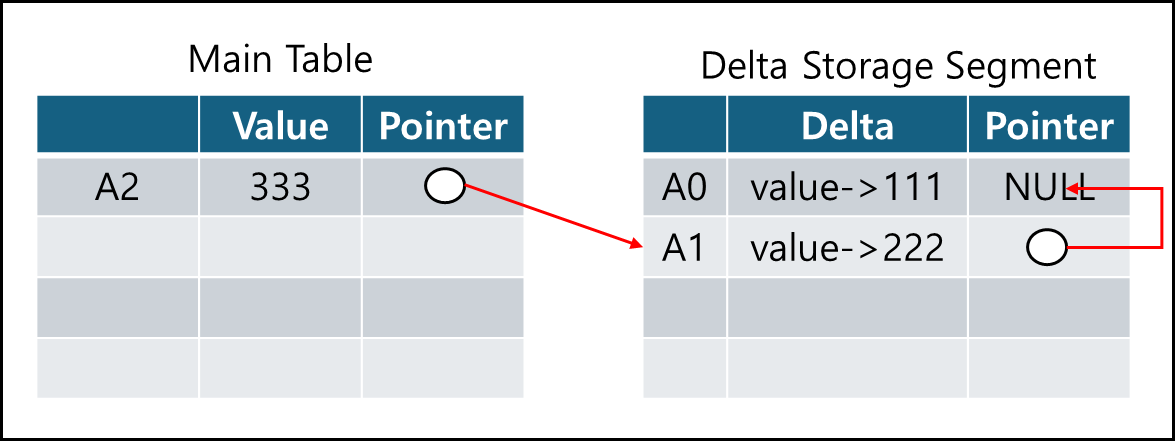 Main Table
Value Pointer
A2 333
Delta Storage Segment
Delta Pointer
A0 value->111 NULL
A1 value->222